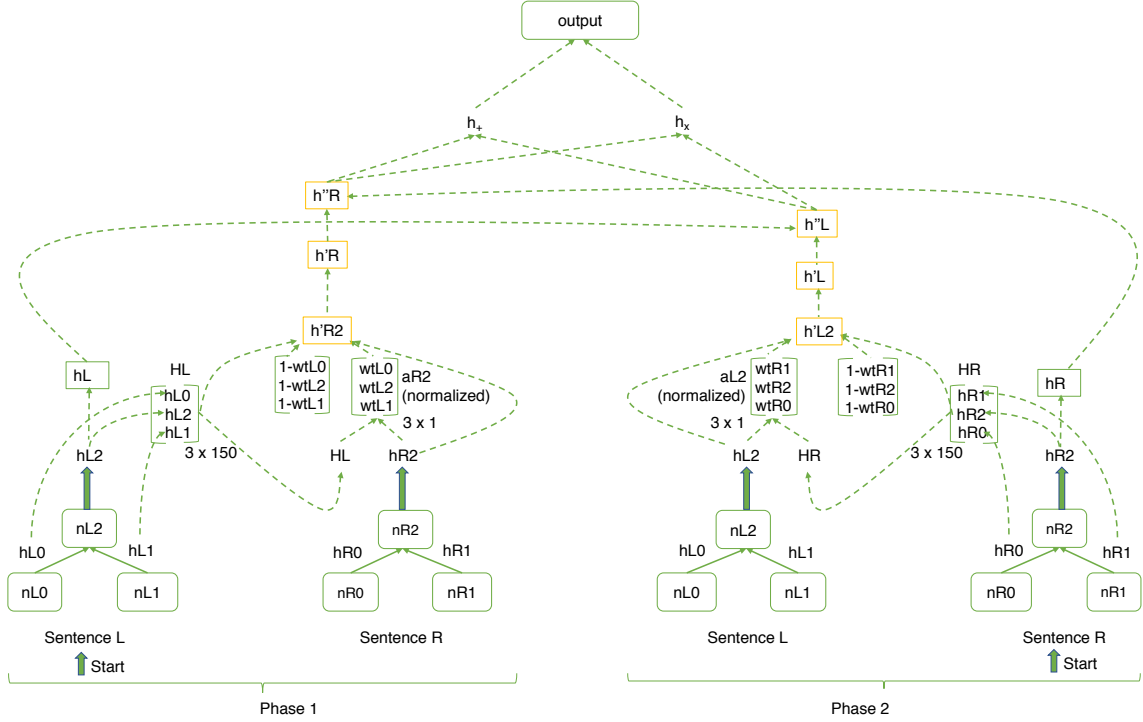 output
h+
hx
h''R
h''L
h'R
h'L
h'R2
h'L2
HL
hL
hL0
hL2
hL1
3 x 150
1-wtL0
1-wtL2
1-wtL1
wtL0
wtL2
wtL1
aR2
(normalized)
3 x 1
aL2
(normalized)
3 x 1
wtR1
wtR2
wtR0
1-wtR1
1-wtR2
1-wtR0
HR
hR1
hR2
hR0
3 x 150
hR
hL2
HL
hR2
hL2
HR
hR2
nL2
nR2
nL2
nR2
hL0
hL1
hR0
hR1
hL0
hL1
hR0
hR1
nL0
nL1
nR0
nR1
nL0
nL1
nR0
nR1
Sentence L
Sentence R
Sentence L
Sentence R
Start
Start
Phase 1
Phase 2